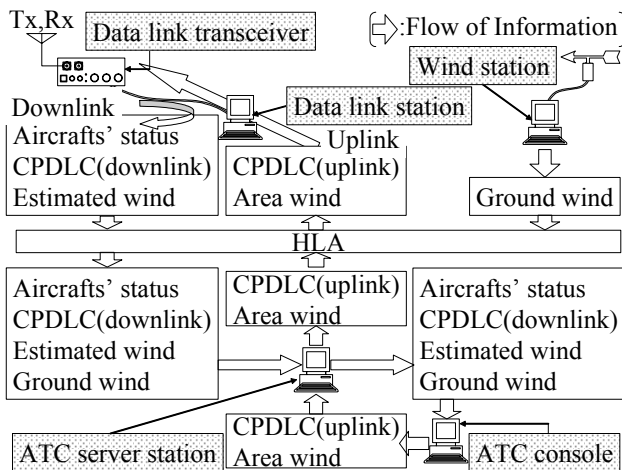 Tx,Rx
Data link transceiver
:Flow of Information
Wind station
Data link station
Downlink
Uplink
Aircrafts’ status
CPDLC(downlink)
Estimated wind
CPDLC(uplink)
Area wind
Ground wind
HLA
Aircrafts’ status
CPDLC(downlink)
Estimated wind
Ground wind
CPDLC(uplink)
Area wind
Aircrafts’ status
CPDLC(downlink)
Estimated wind
Ground wind
CPDLC(uplink)
Area wind
ATC server station
ATC console